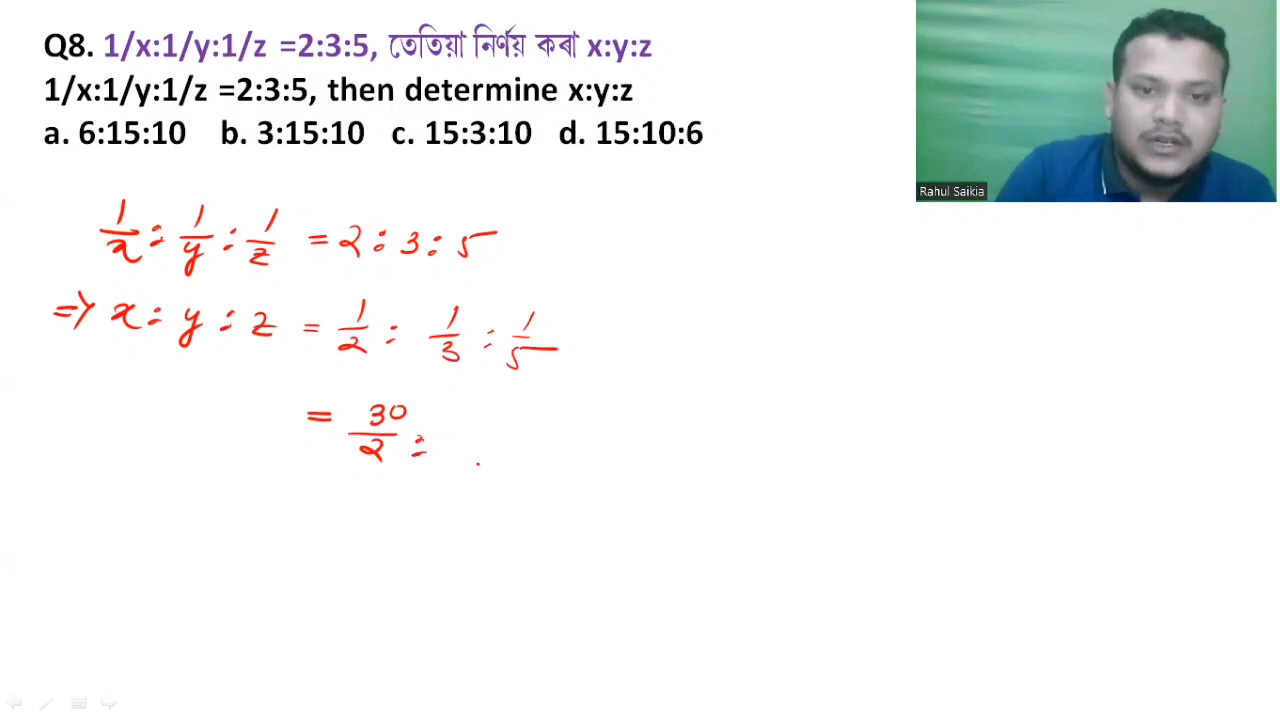 Q8. 1/x:1/y:1/z =2:3:5, তেতিয়া নিৰ্ণয় কৰা x:y:z
1/x:1/y:1/z =2:3:5, then determine x:y:z
a. 6:15:10 b. 3:15:10 c. 15:3:10 d. 15:10:6
Rahul Saikia
1/x : 1/y : 1/z = 2 : 3 : 5
=> x : y : z = 1/2 : 1/3 : 1/5
= 30/2 :